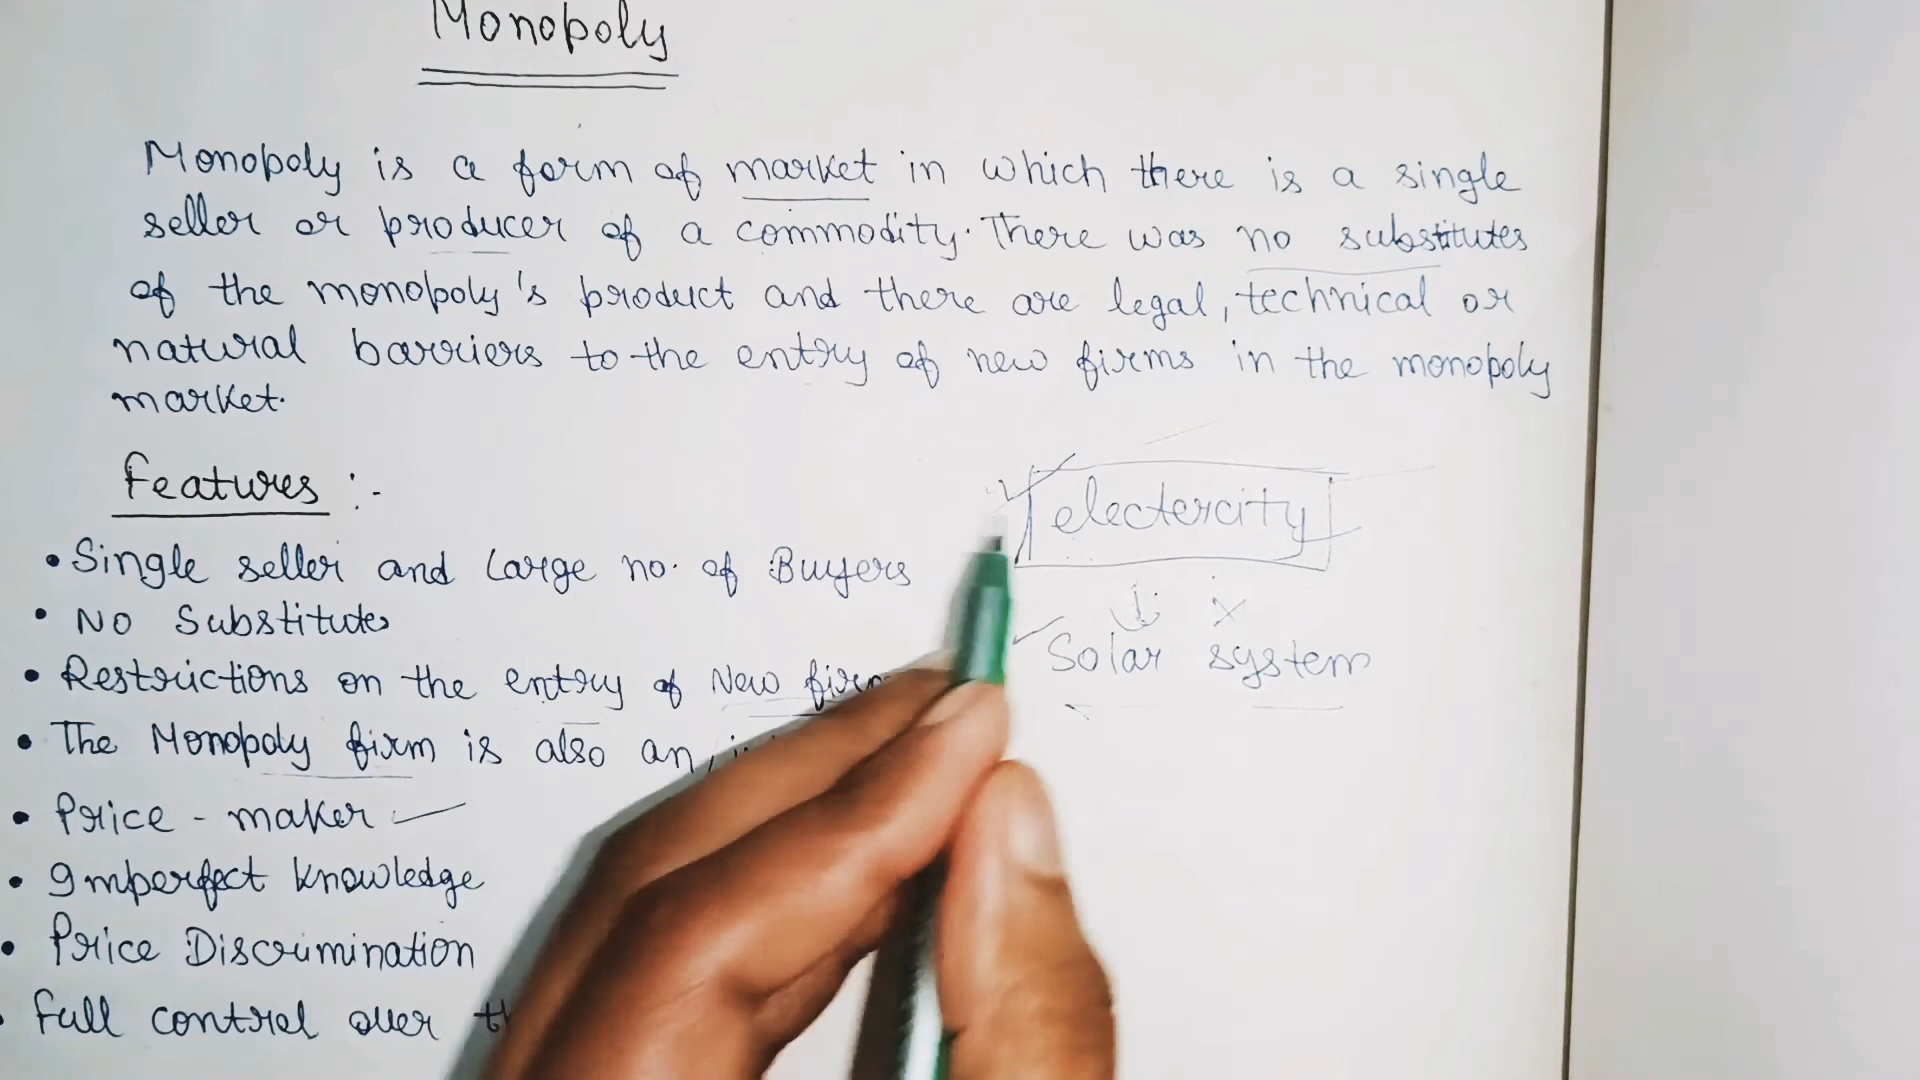 Monopoly
Monopoly is a form of market in which there is a single
seller or producer of a commodity. There was no substitutes
of the monopoly's product and there are legal, technical or
natural barriers to the entry of new firms in the monopoly
market.
Features :-
• Single seller and Large no. of Buyers
• No Substitutes
• Restrictions on the entry of New
• The Monopoly firm is also an
• Price - maker
• Imperfect Knowledge
• Price Discrimination
• Full control over
electercity
Solar system